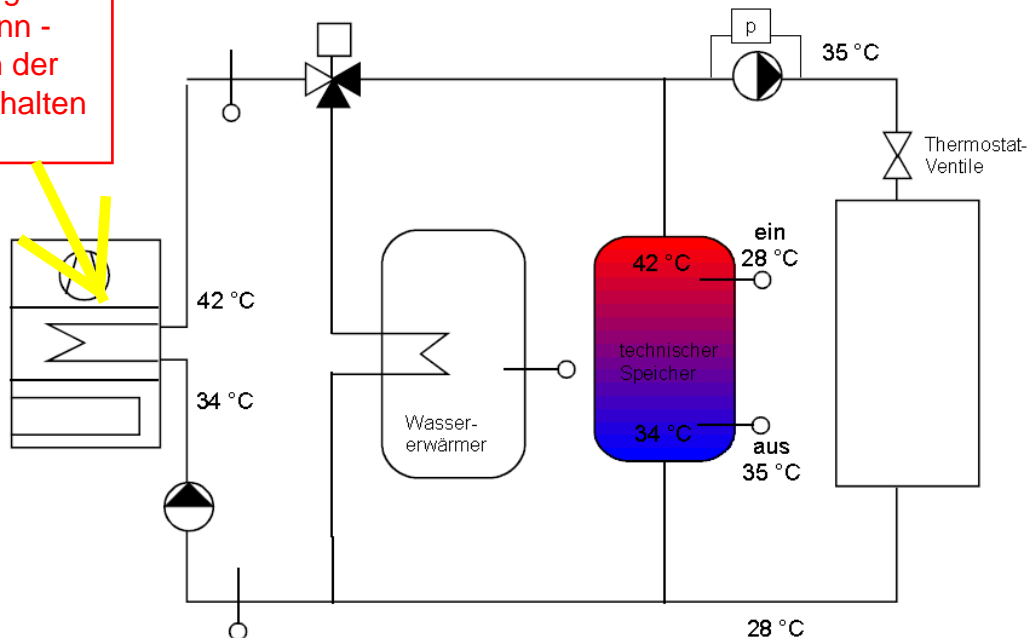 nn -
der
halten
p
35 °C
Thermostat-
Ventile
ein
28 °C
42 °C
42 °C
technischer
Speicher
34 °C
34 °C
Wasser-
erwärmer
aus
35 °C
28 °C